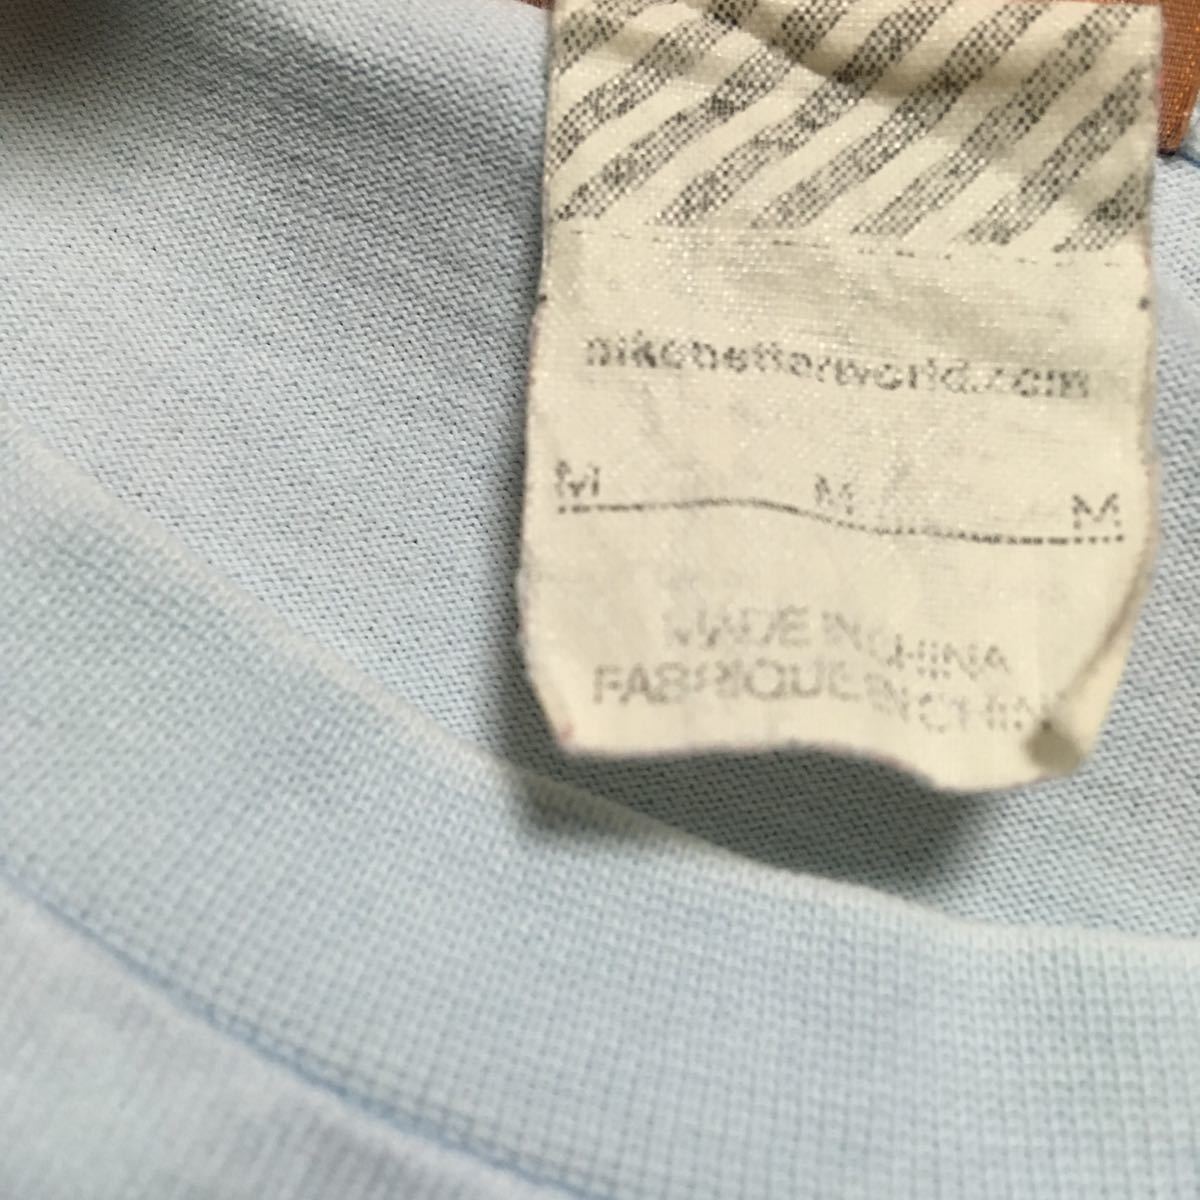 nikebetterworld.com
M M M
MADE IN CHINA
FABRIQUE EN CHIN